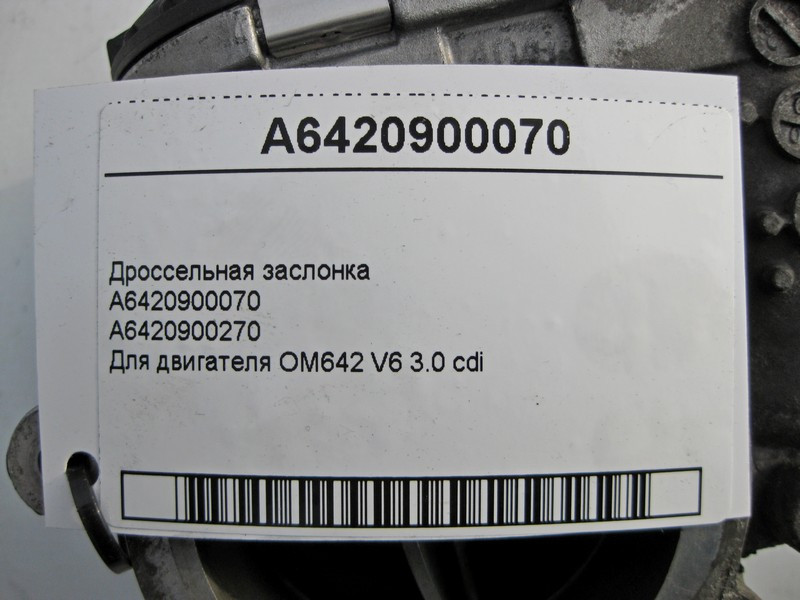 A6420900070
Дроссельная заслонка
A6420900070
A6420900270
Для двигателя OM642 V6 3.0 cdi